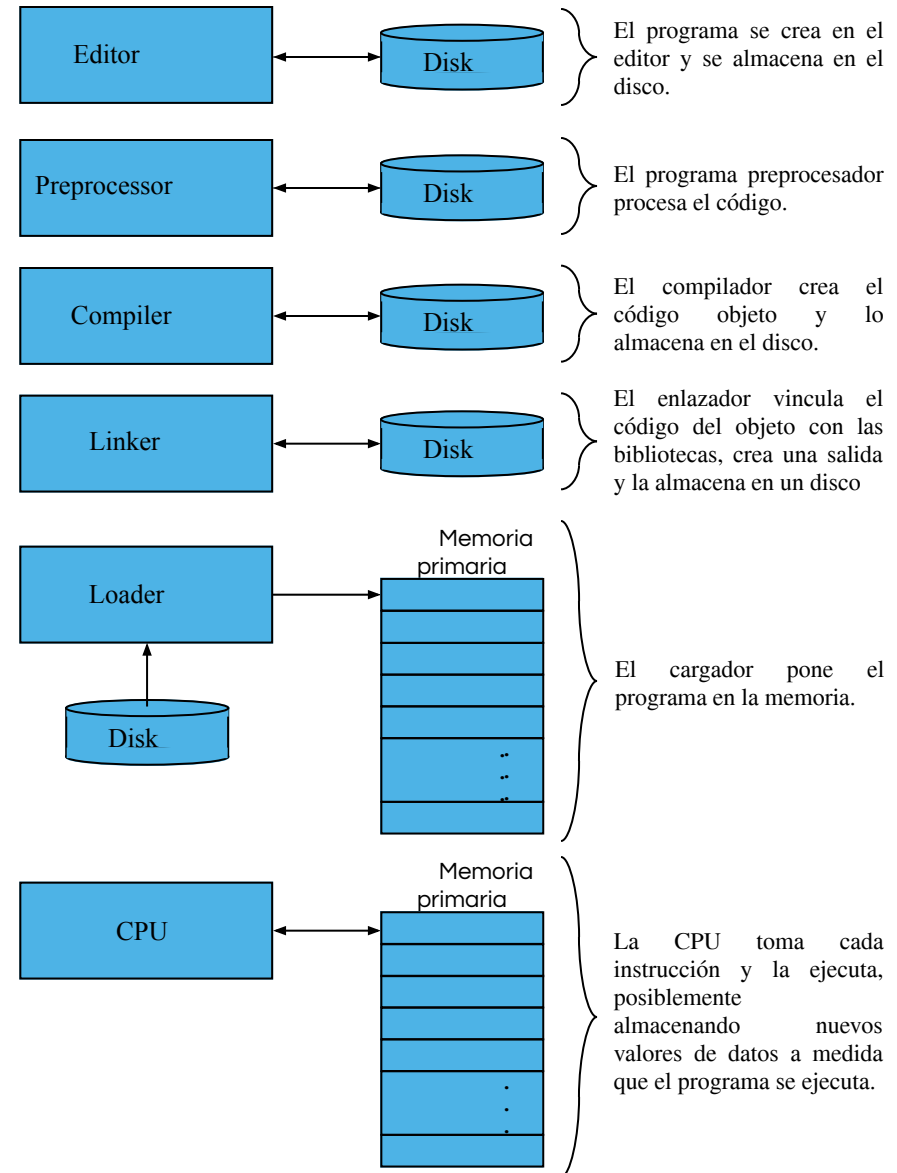 Editor
Disk
El programa se crea en el
editor y se almacena en el
disco.
Preprocessor
Disk
El programa preprocesador
procesa el código.
Compiler
Disk
El compilador crea el
código objeto y lo
almacena en el disco.
Linker
Disk
El enlazador vincula el
código del objeto con las
bibliotecas, crea una salida
y la almacena en un disco
Loader
Disk
Memoria
primaria
El cargador pone el
programa en la memoria.
CPU
Memoria
primaria
La CPU toma cada
instrucción y la ejecuta,
posiblemente
almacenando nuevos
valores de datos a medida
que el programa se ejecuta.